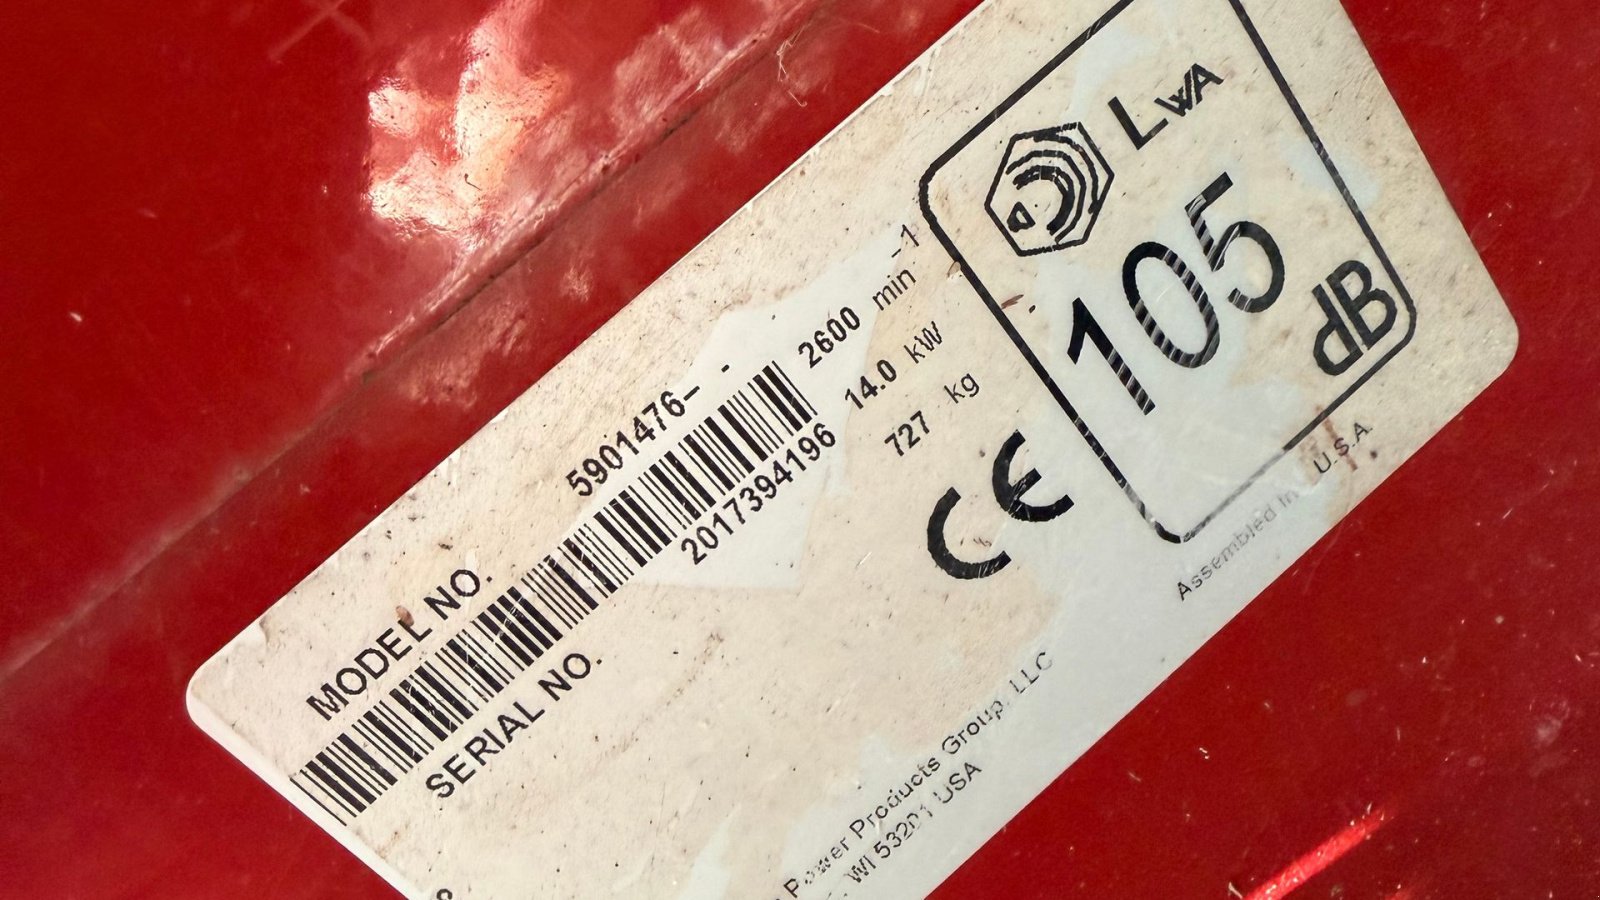 MODEL NO. 5901476- -
SERIAL NO. 2017394196
2600 min -1
14.0 kW
727 kg
CE
LWA
105
dB
Power Products Group, LLC
WI 53201 USA
Assembled in U.S.A.